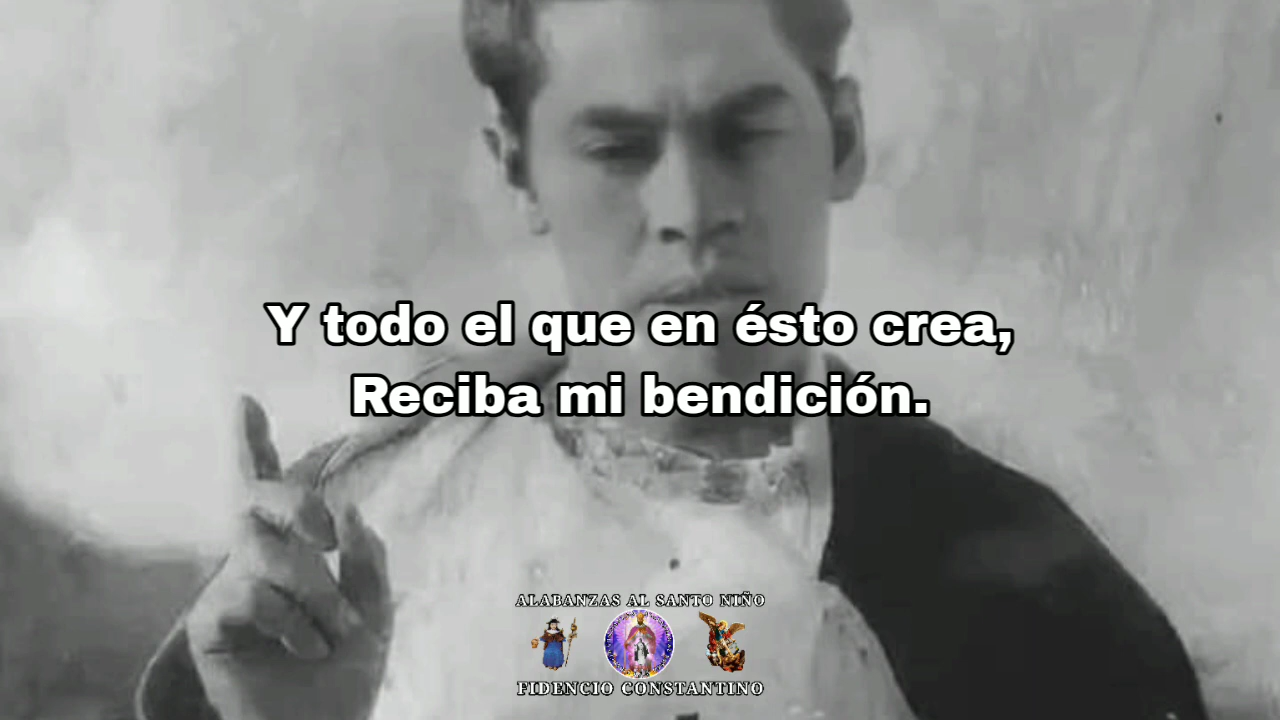 Y todo el que en ésto crea,
Reciba mi bendición.
ALABANZAS AL SANTO NIÑO
FIDENCIO CONSTANTINO